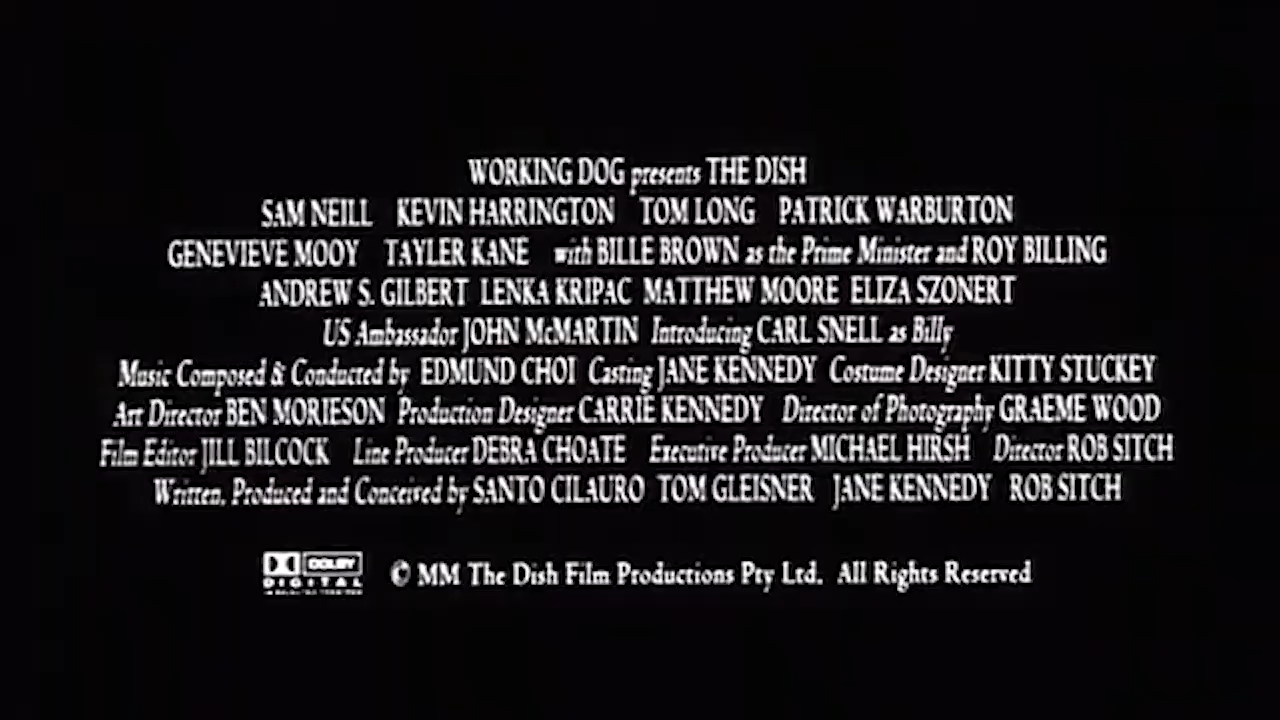 WORKING DOG presents THE DISH
SAM NEILL KEVIN HARRINGTON TOM LONG PATRICK WARBURTON
GENEVIEVE MOOY TAYLER KANE with BILLE BROWN as the Prime Minister and ROY BILLING
ANDREW S. GILBERT LENKA KRIPAC MATTHEW MOORE ELIZA SZONERT
US Ambassador JOHN McMARTIN Introducing CARL SNELL as Billy
Music Composed & Conducted by EDMUND CHOI Casting JANE KENNEDY Costume Designer KITTY STUCKEY
Art Director BEN MORIESON Production Designer CARRIE KENNEDY Director of Photography GRAEME WOOD
Film Editor JILL BILCOCK Line Producer DEBRA CHOATE Executive Producer MICHAEL HIRSH Director ROB SITCH
Written, Produced and Conceived by SANTO CILAURO TOM GLEISNER JANE KENNEDY ROB SITCH
DOLBY
DIGITAL
© MM The Dish Film Productions Pty Ltd. All Rights Reserved